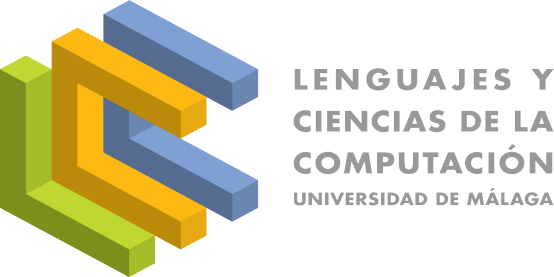 LENGUAJES Y
CIENCIAS DE LA
COMPUTACIÓN
UNIVERSIDAD DE MÁLAGA